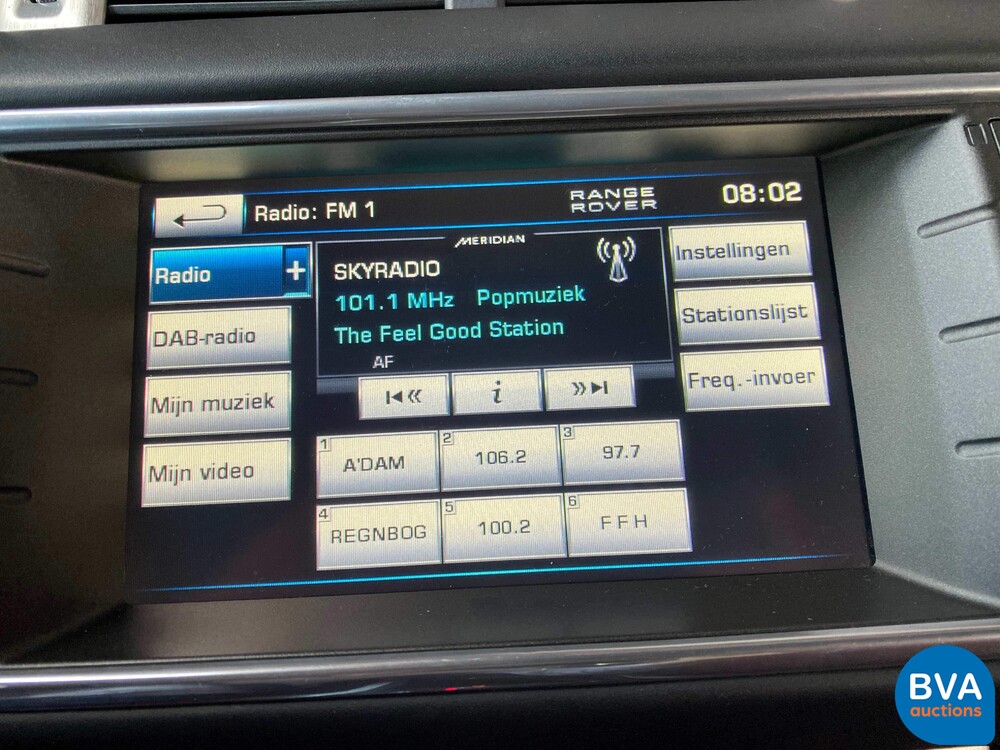 Radio: FM 1
RANGE
ROVER
08:02
Radio +
DAB-radio
Mijn muziek
Mijn video
MERIDIAN
SKYRADIO
101.1 MHz Popmuziek
The Feel Good Station
AF
i
Instellingen
Stationslijst
Freq.-invoer
1 A'DAM
2 106.2
3 97.7
4 REGNBOG
5 100.2
6 F F H
BVA
auctions